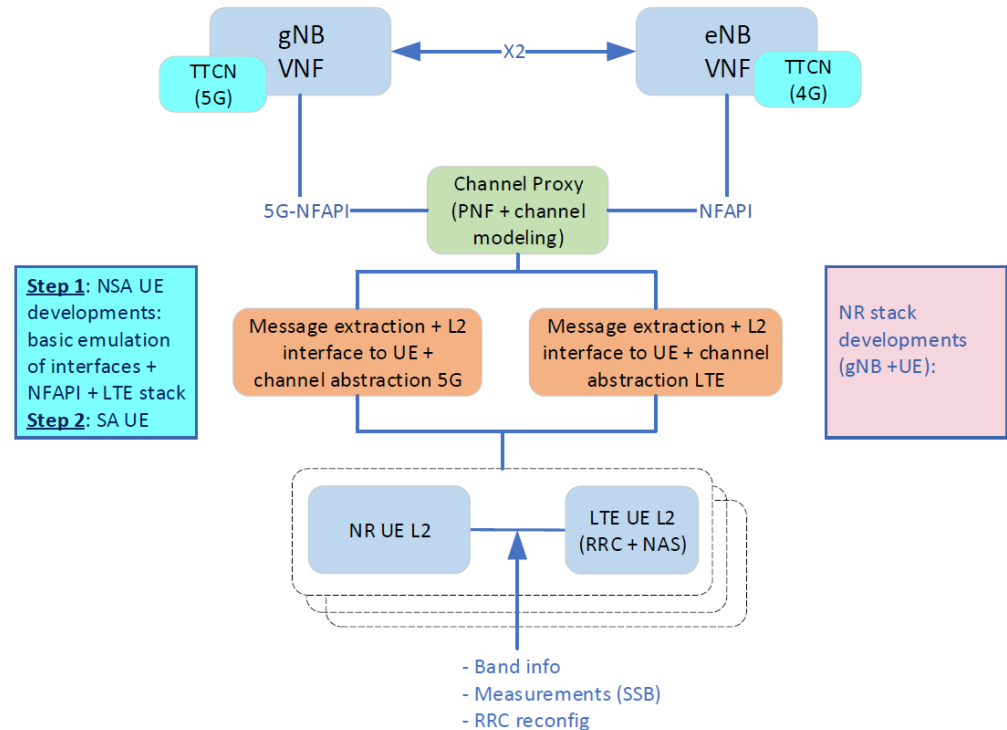 gNB
VNF
X2
eNB
VNF
TTCN
(5G)
TTCN
(4G)
5G-NFAPI
Channel Proxy
(PNF + channel
modeling)
NFAPI
Step 1: NSA UE
developments:
basic emulation
of interfaces +
NFAPI + LTE stack
Step 2: SA UE
Message extraction + L2
interface to UE +
channel abstraction 5G
Message extraction + L2
interface to UE + channel
abstraction LTE
NR stack
developments
(gNB +UE):
NR UE L2
LTE UE L2
(RRC + NAS)
- Band info
- Measurements (SSB)
- RRC reconfig